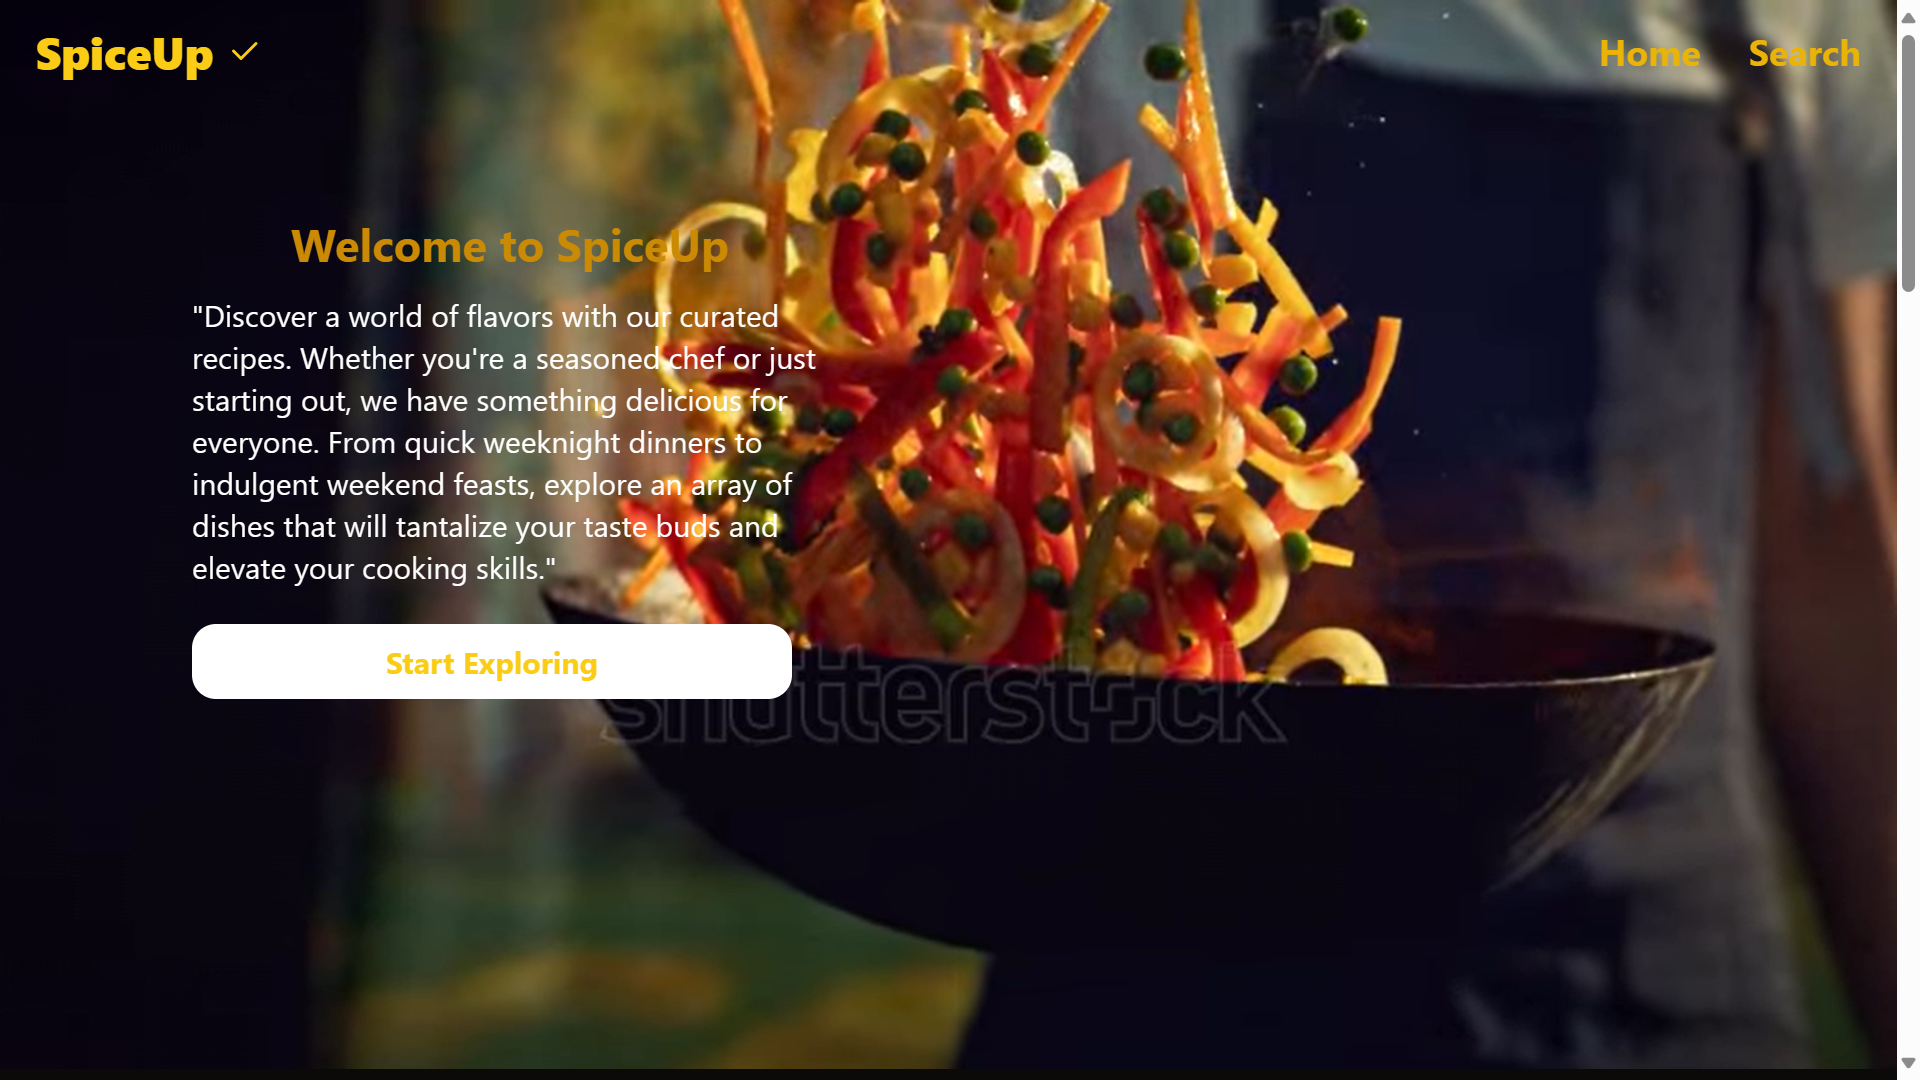 SpiceUp
Home Search
Welcome to SpiceUp
"Discover a world of flavors with our curated
recipes. Whether you're a seasoned chef or just
starting out, we have something delicious for
everyone. From quick weeknight dinners to
indulgent weekend feasts, explore an array of
dishes that will tantalize your taste buds and
elevate your cooking skills."
Start Exploring
shutterstock